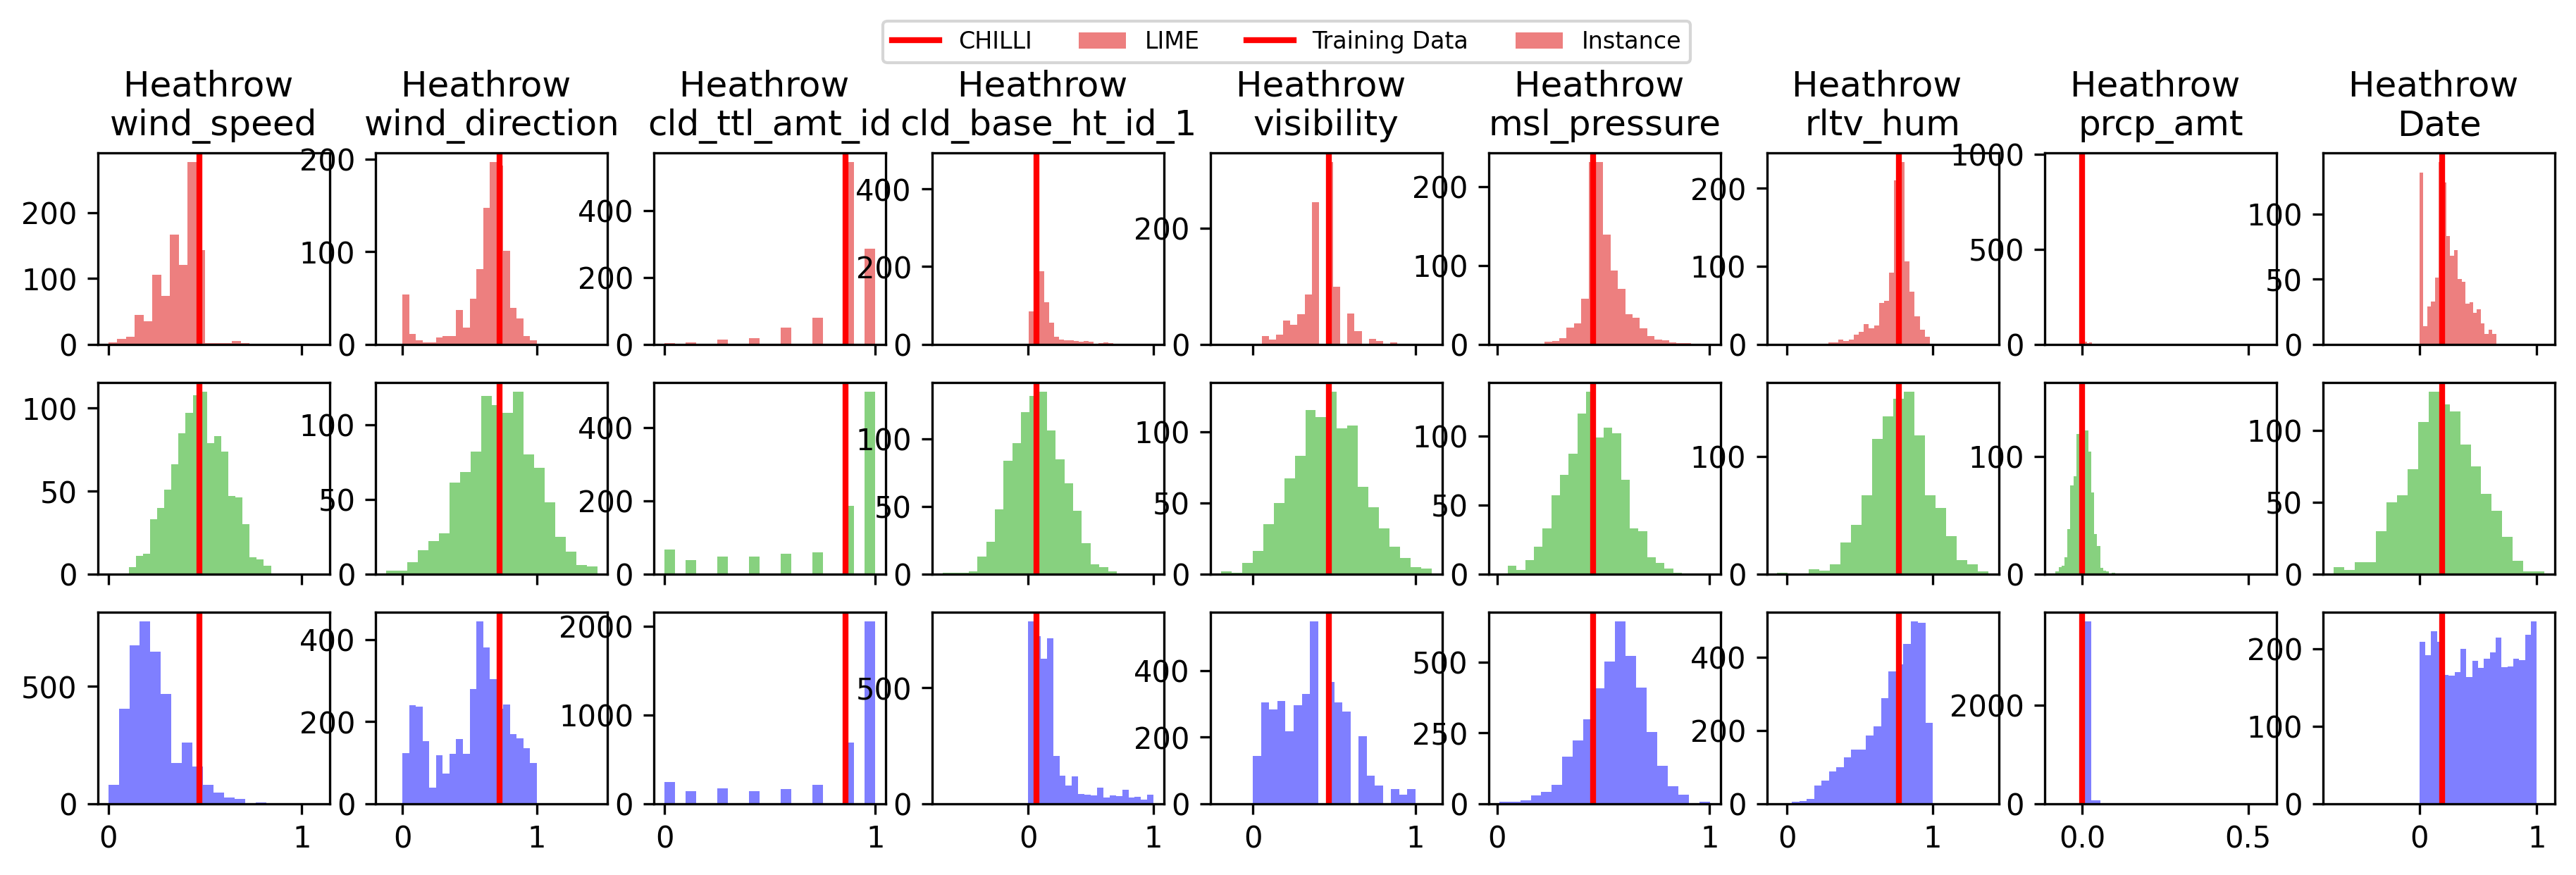 CHILLI LIME Training Data Instance
Heathrow wind_speed
Heathrow wind_direction
Heathrow cld_ttl_amt_id
Heathrow cld_base_ht_id_1
Heathrow visibility
Heathrow msl_pressure
Heathrow rltv_hum
Heathrow prcp_amt
Heathrow Date
200 100 0
200 100 0
400 200 0
400 200 0
200 0
200 100 0
200 100 0
1000 500 0
100 50 0
100 50 0
100 0
400 200 0
100 50 0
100 50 0
100 50 0
100 0
100 0
100 50 0
500 0
400 200 0
2000 1000 0
500 0
400 200 0
500 250 0
400 200 0
2000 0
200 100 0
0 1
0 1
0 1
0 1
0 1
0 1
0 1
0.0 0.5
0 1